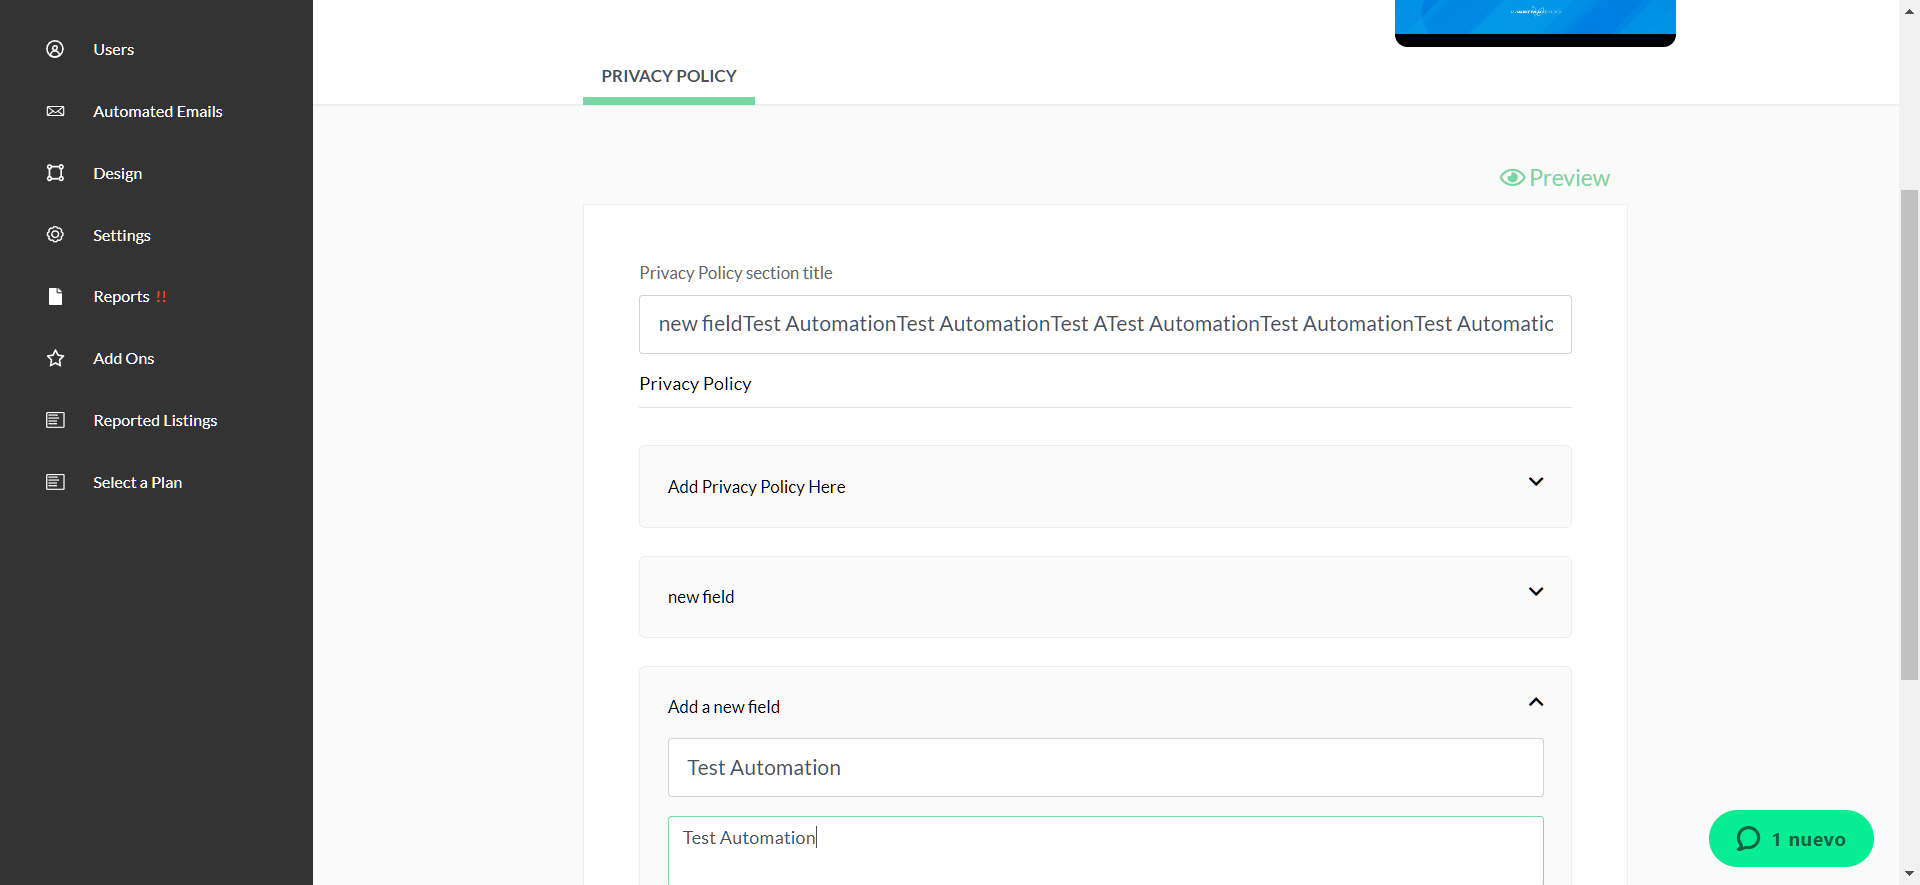 Users
Automated Emails
Design
Settings
Reports !!
Add Ons
Reported Listings
Select a Plan
PRIVACY POLICY
Preview
Privacy Policy section title
new fieldTest AutomationTest AutomationTest ATest AutomationTest AutomationTest Automatic
Privacy Policy
Add Privacy Policy Here
new field
Add a new field
Test Automation
Test Automation
1 nuevo